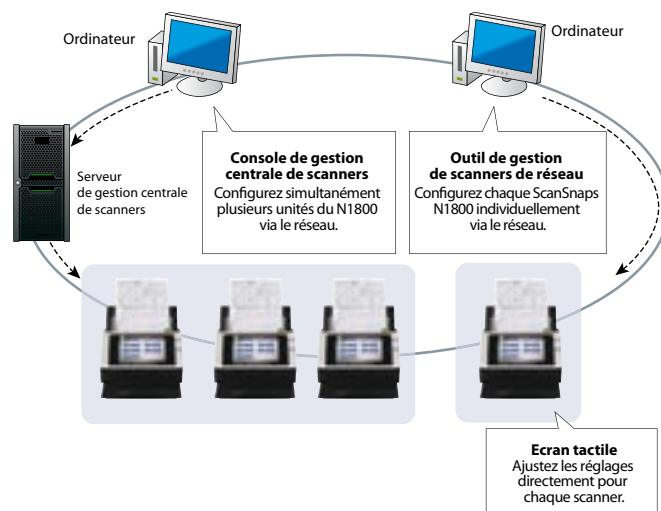 Ordinateur
Ordinateur
Serveur
de gestion centrale
de scanners
Console de gestion
centrale de scanners
Configurez simultanément
plusieurs unités du N1800
via le réseau.
Outil de gestion
de scanners de réseau
Configurez chaque ScanSnaps
N1800 individuellement
via le réseau.
Ecran tactile
Ajustez les réglages
directement pour
chaque scanner.